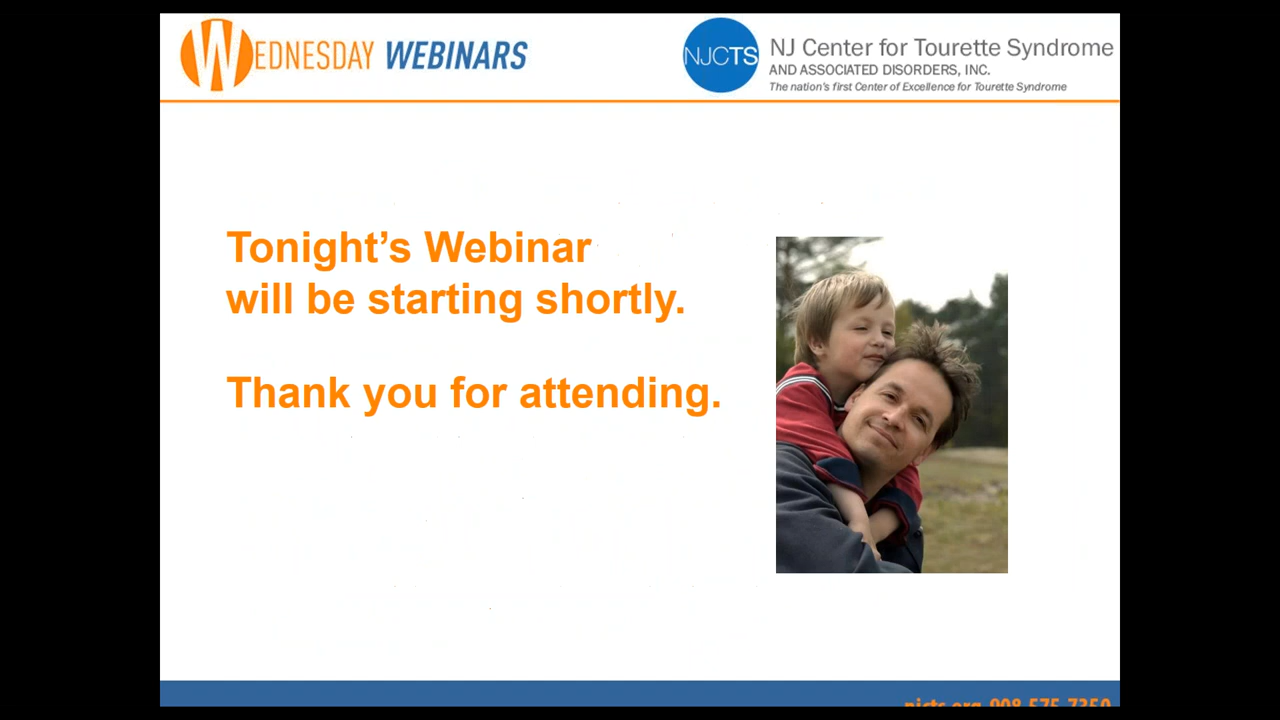 WEDNESDAY WEBINARS
NJCTS
NJ Center for Tourette Syndrome
AND ASSOCIATED DISORDERS, INC.
The nation's first Center of Excellence for Tourette Syndrome
Tonight’s Webinar
will be starting shortly.
Thank you for attending.
njcts.org 908-575-7350